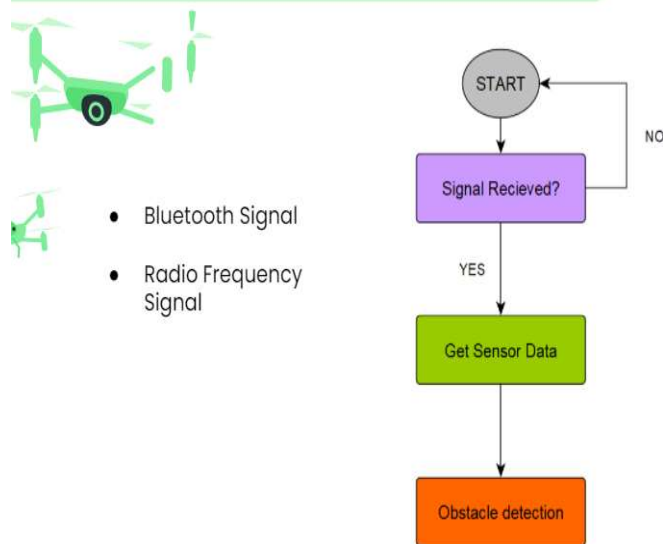 START
NO
Signal Recieved?
Bluetooth Signal
Radio Frequency
Signal
YES
Get Sensor Data
Obstacle detection